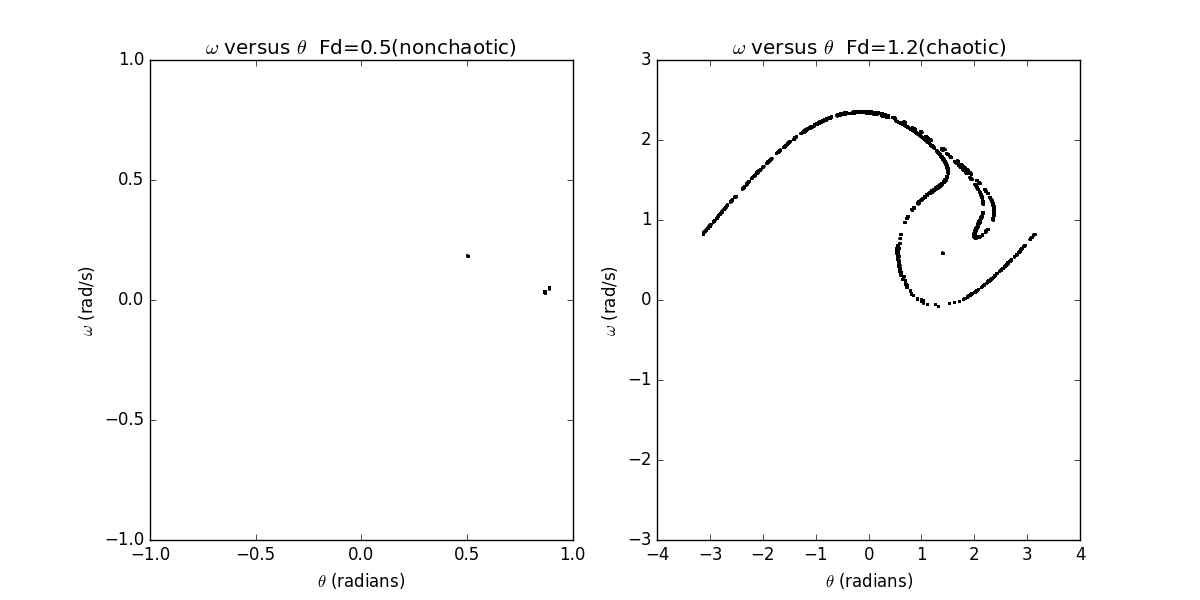 ω versus θ  Fd=0.5(nonchaotic)
1.0
0.5
0.0
−0.5
−1.0
ω (rad/s)
−1.0 −0.5 0.0 0.5 1.0
θ (radians)
ω versus θ  Fd=1.2(chaotic)
3
2
1
0
−1
−2
−3
ω (rad/s)
−4 −3 −2 −1 0 1 2 3 4
θ (radians)